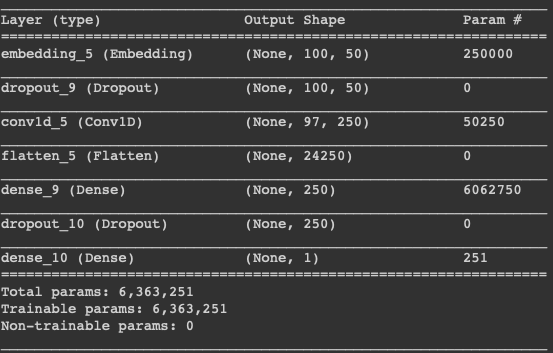 Layer (type) Output Shape Param #
embedding_5 (Embedding) (None, 100, 50) 250000
dropout_9 (Dropout) (None, 100, 50) 0
conv1d_5 (Conv1D) (None, 97, 250) 50250
flatten_5 (Flatten) (None, 24250) 0
dense_9 (Dense) (None, 250) 6062750
dropout_10 (Dropout) (None, 250) 0
dense_10 (Dense) (None, 1) 251
Total params: 6,363,251
Trainable params: 6,363,251
Non-trainable params: 0